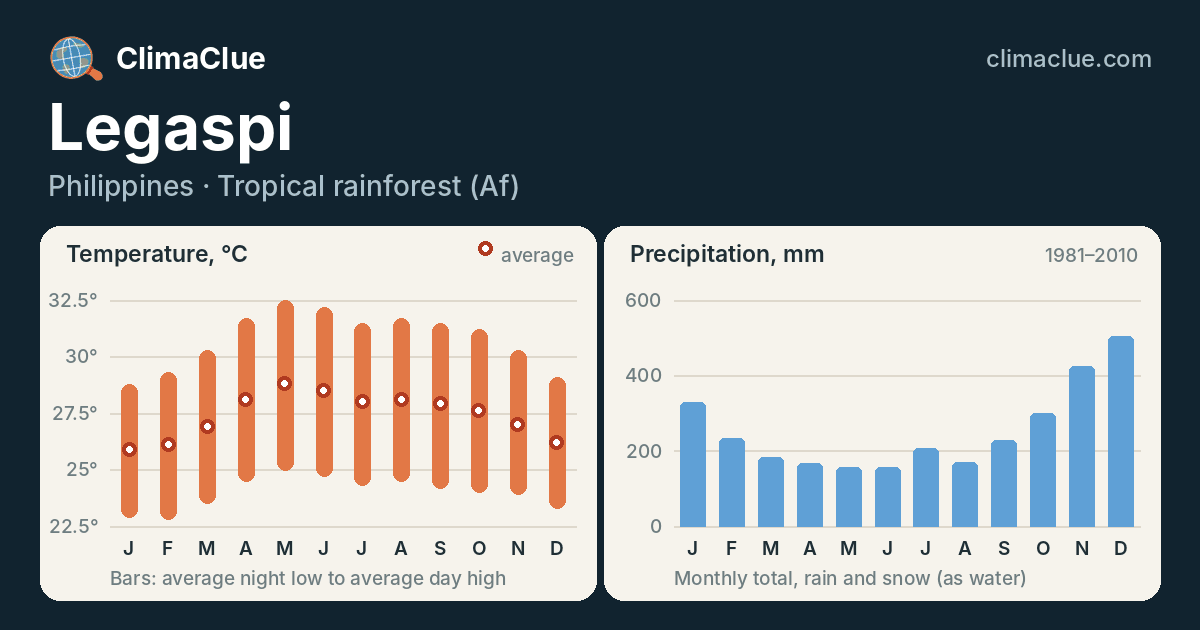 ClimaClue
climaclue.com
Legaspi
Philippines · Tropical rainforest (Af)
Temperature, °C
average
32.5°
30°
27.5°
25°
22.5°
J F M A M J J A S O N D
Bars: average night low to average day high
Precipitation, mm
1981–2010
600
400
200
0
J F M A M J J A S O N D
Monthly total, rain and snow (as water)